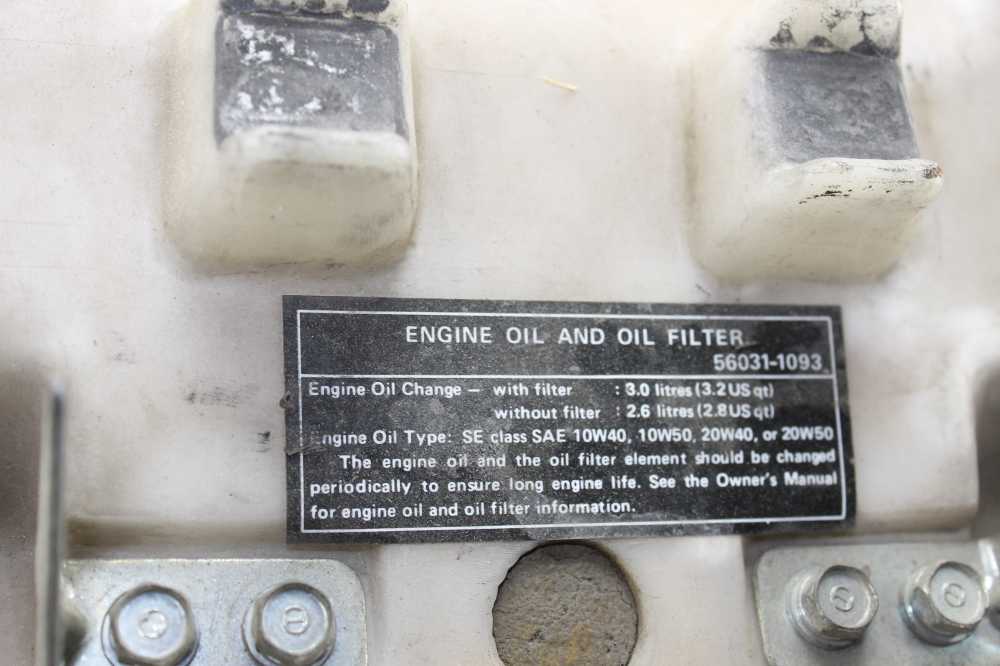 ENGINE OIL AND OIL FILTER
56031-1093
Engine Oil Change — with filter : 3.0 litres (3.2 US qt)
without filter : 2.6 litres (2.8 US qt)
Engine Oil Type: SE class SAE 10W40, 10W50, 20W40, or 20W50
The engine oil and the oil filter element should be changed
periodically to ensure long engine life. See the Owner's Manual
for engine oil and oil filter information.